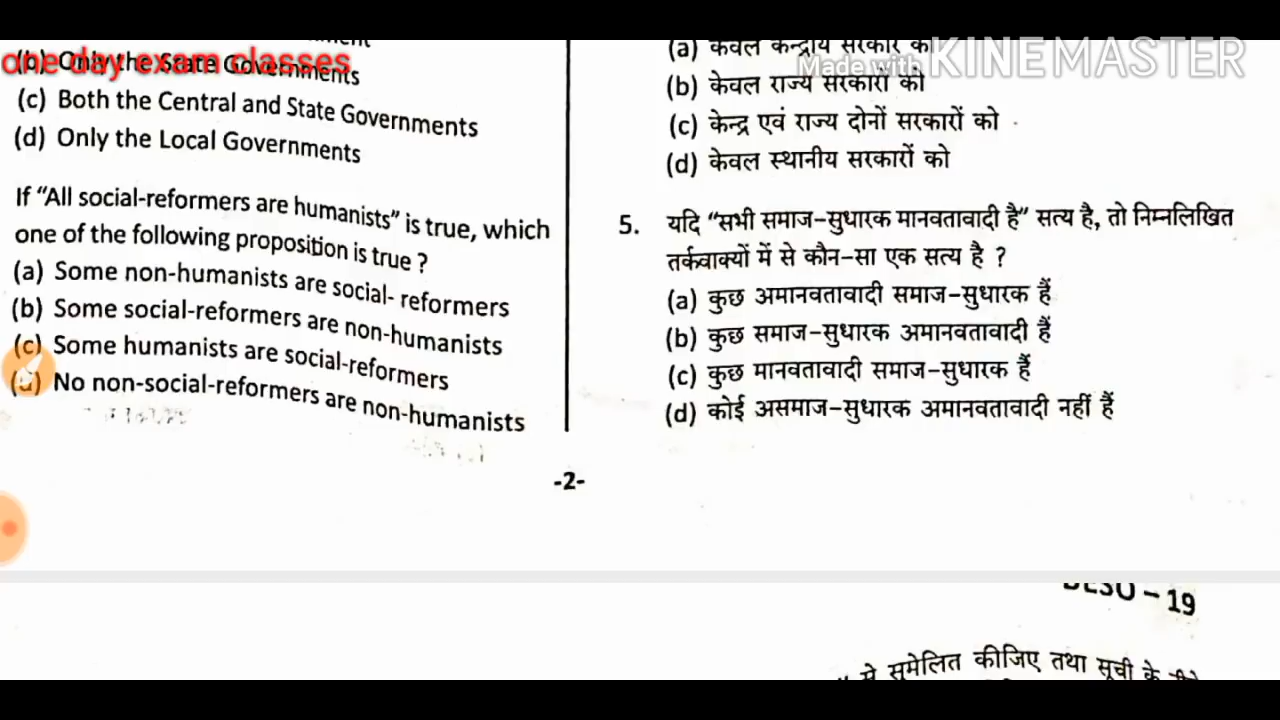 one day exam classes
(b) Only the State Governments
(c) Both the Central and State Governments
(d) Only the Local Governments
If “All social-reformers are humanists” is true, which
one of the following proposition is true ?
(a) Some non-humanists are social- reformers
(b) Some social-reformers are non-humanists
(c) Some humanists are social-reformers
(d) No non-social-reformers are non-humanists
Made with KINEMASTER
(a) केवल केन्द्रीय सरकार को
(b) केवल राज्य सरकारों को
(c) केन्द्र एवं राज्य दोनों सरकारों को
(d) केवल स्थानीय सरकारों को
5. यदि “सभी समाज-सुधारक मानवतावादी है” सत्य है, तो निम्नलिखित
तर्कवाक्यों में से कौन-सा एक सत्य है ?
(a) कुछ अमानवतावादी समाज-सुधारक हैं
(b) कुछ समाज-सुधारक अमानवतावादी हैं
(c) कुछ मानवतावादी समाज-सुधारक हैं
(d) कोई असमाज-सुधारक अमानवतावादी नहीं हैं
-2-
– 19
में सुमेलित कीजिए तथा सूची के